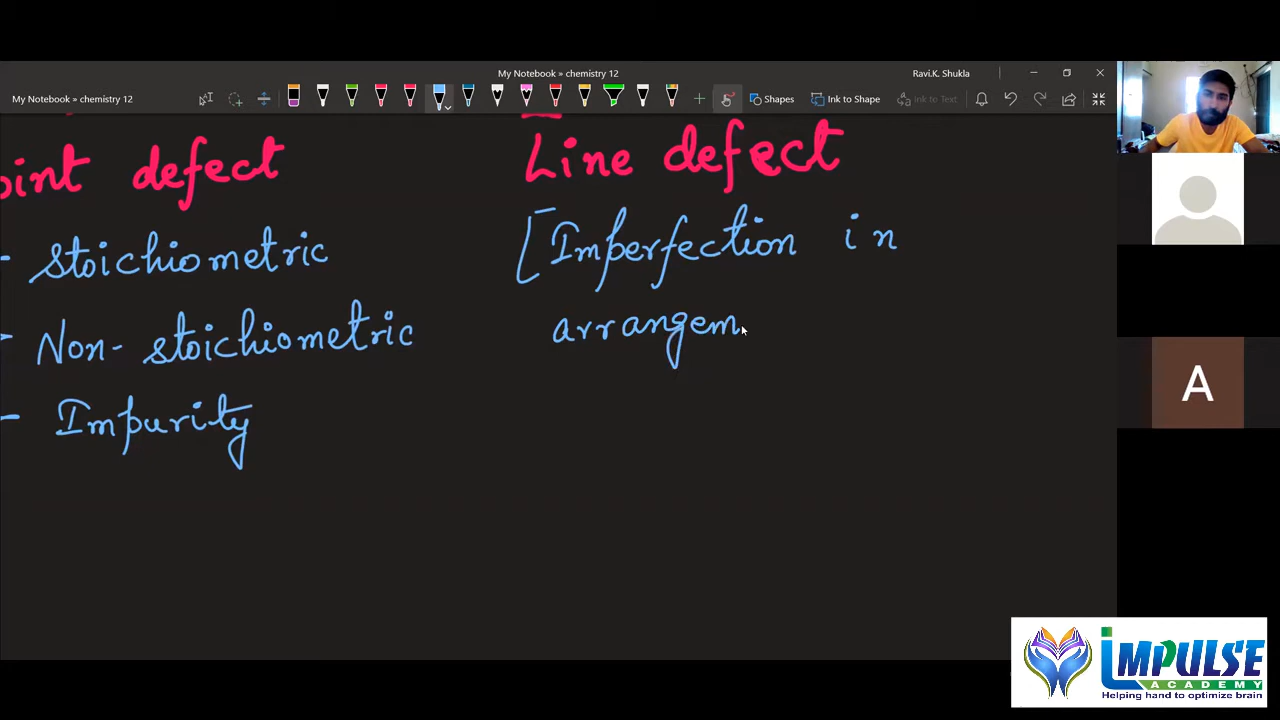 My Notebook » chemistry 12
Ravi.K. Shukla
My Notebook » chemistry 12
Shapes
Ink to Shape
Ink to Text
oint defect
- Stoichiometric
- Non-stoichiometric
- Impurity
Line defect
[Imperfection in
arrangem
A
IMPULSE
ACADEMY
Helping hand to optimize brain